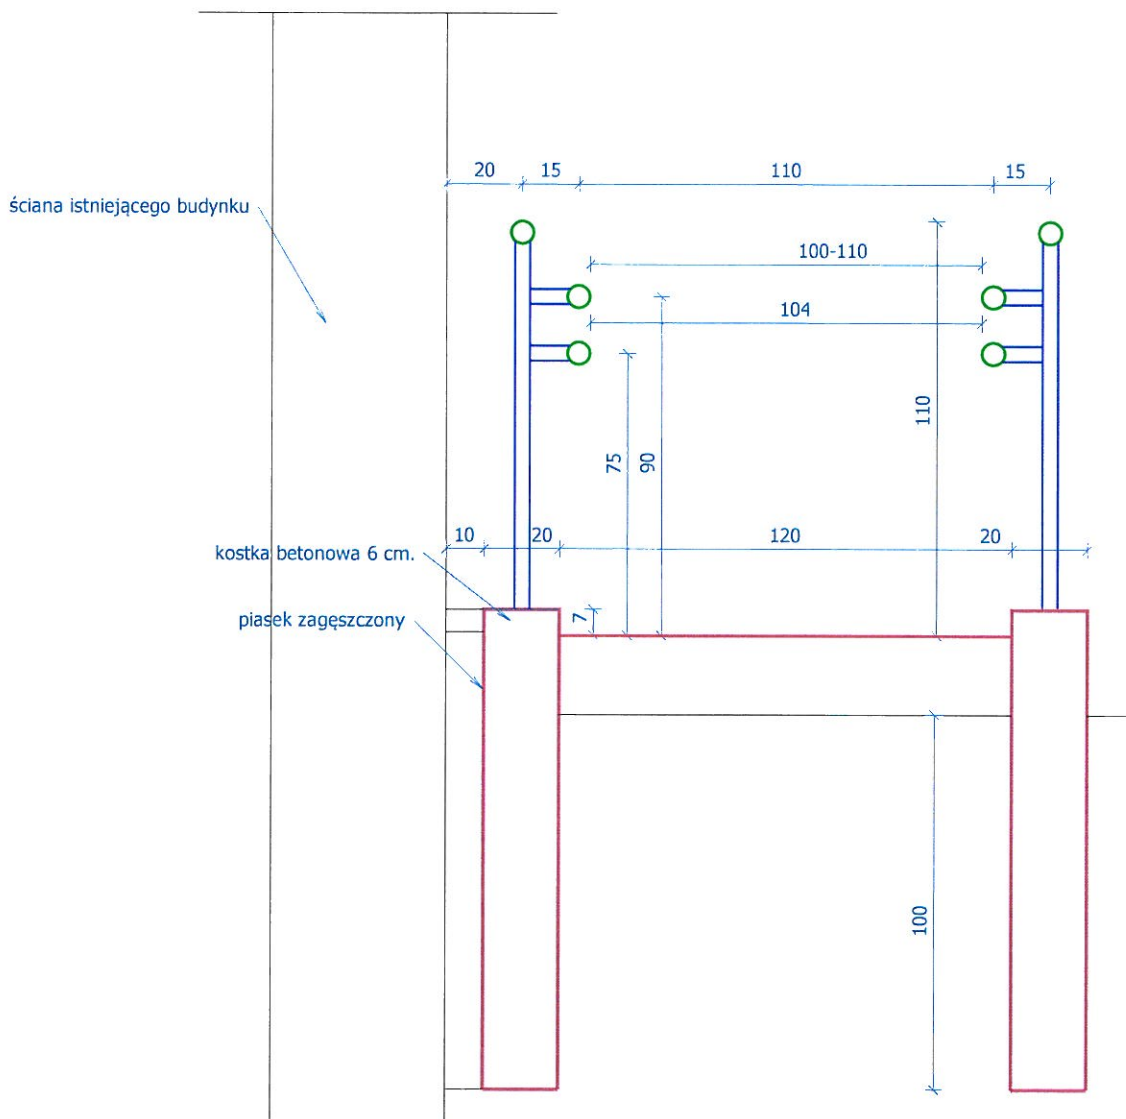 20 15 110 15
ściana istniejącego budynku
100-110
104
110
75
90
10 20 120 20
kostka betonowa 6 cm.
piasek zagęszczony
7
100